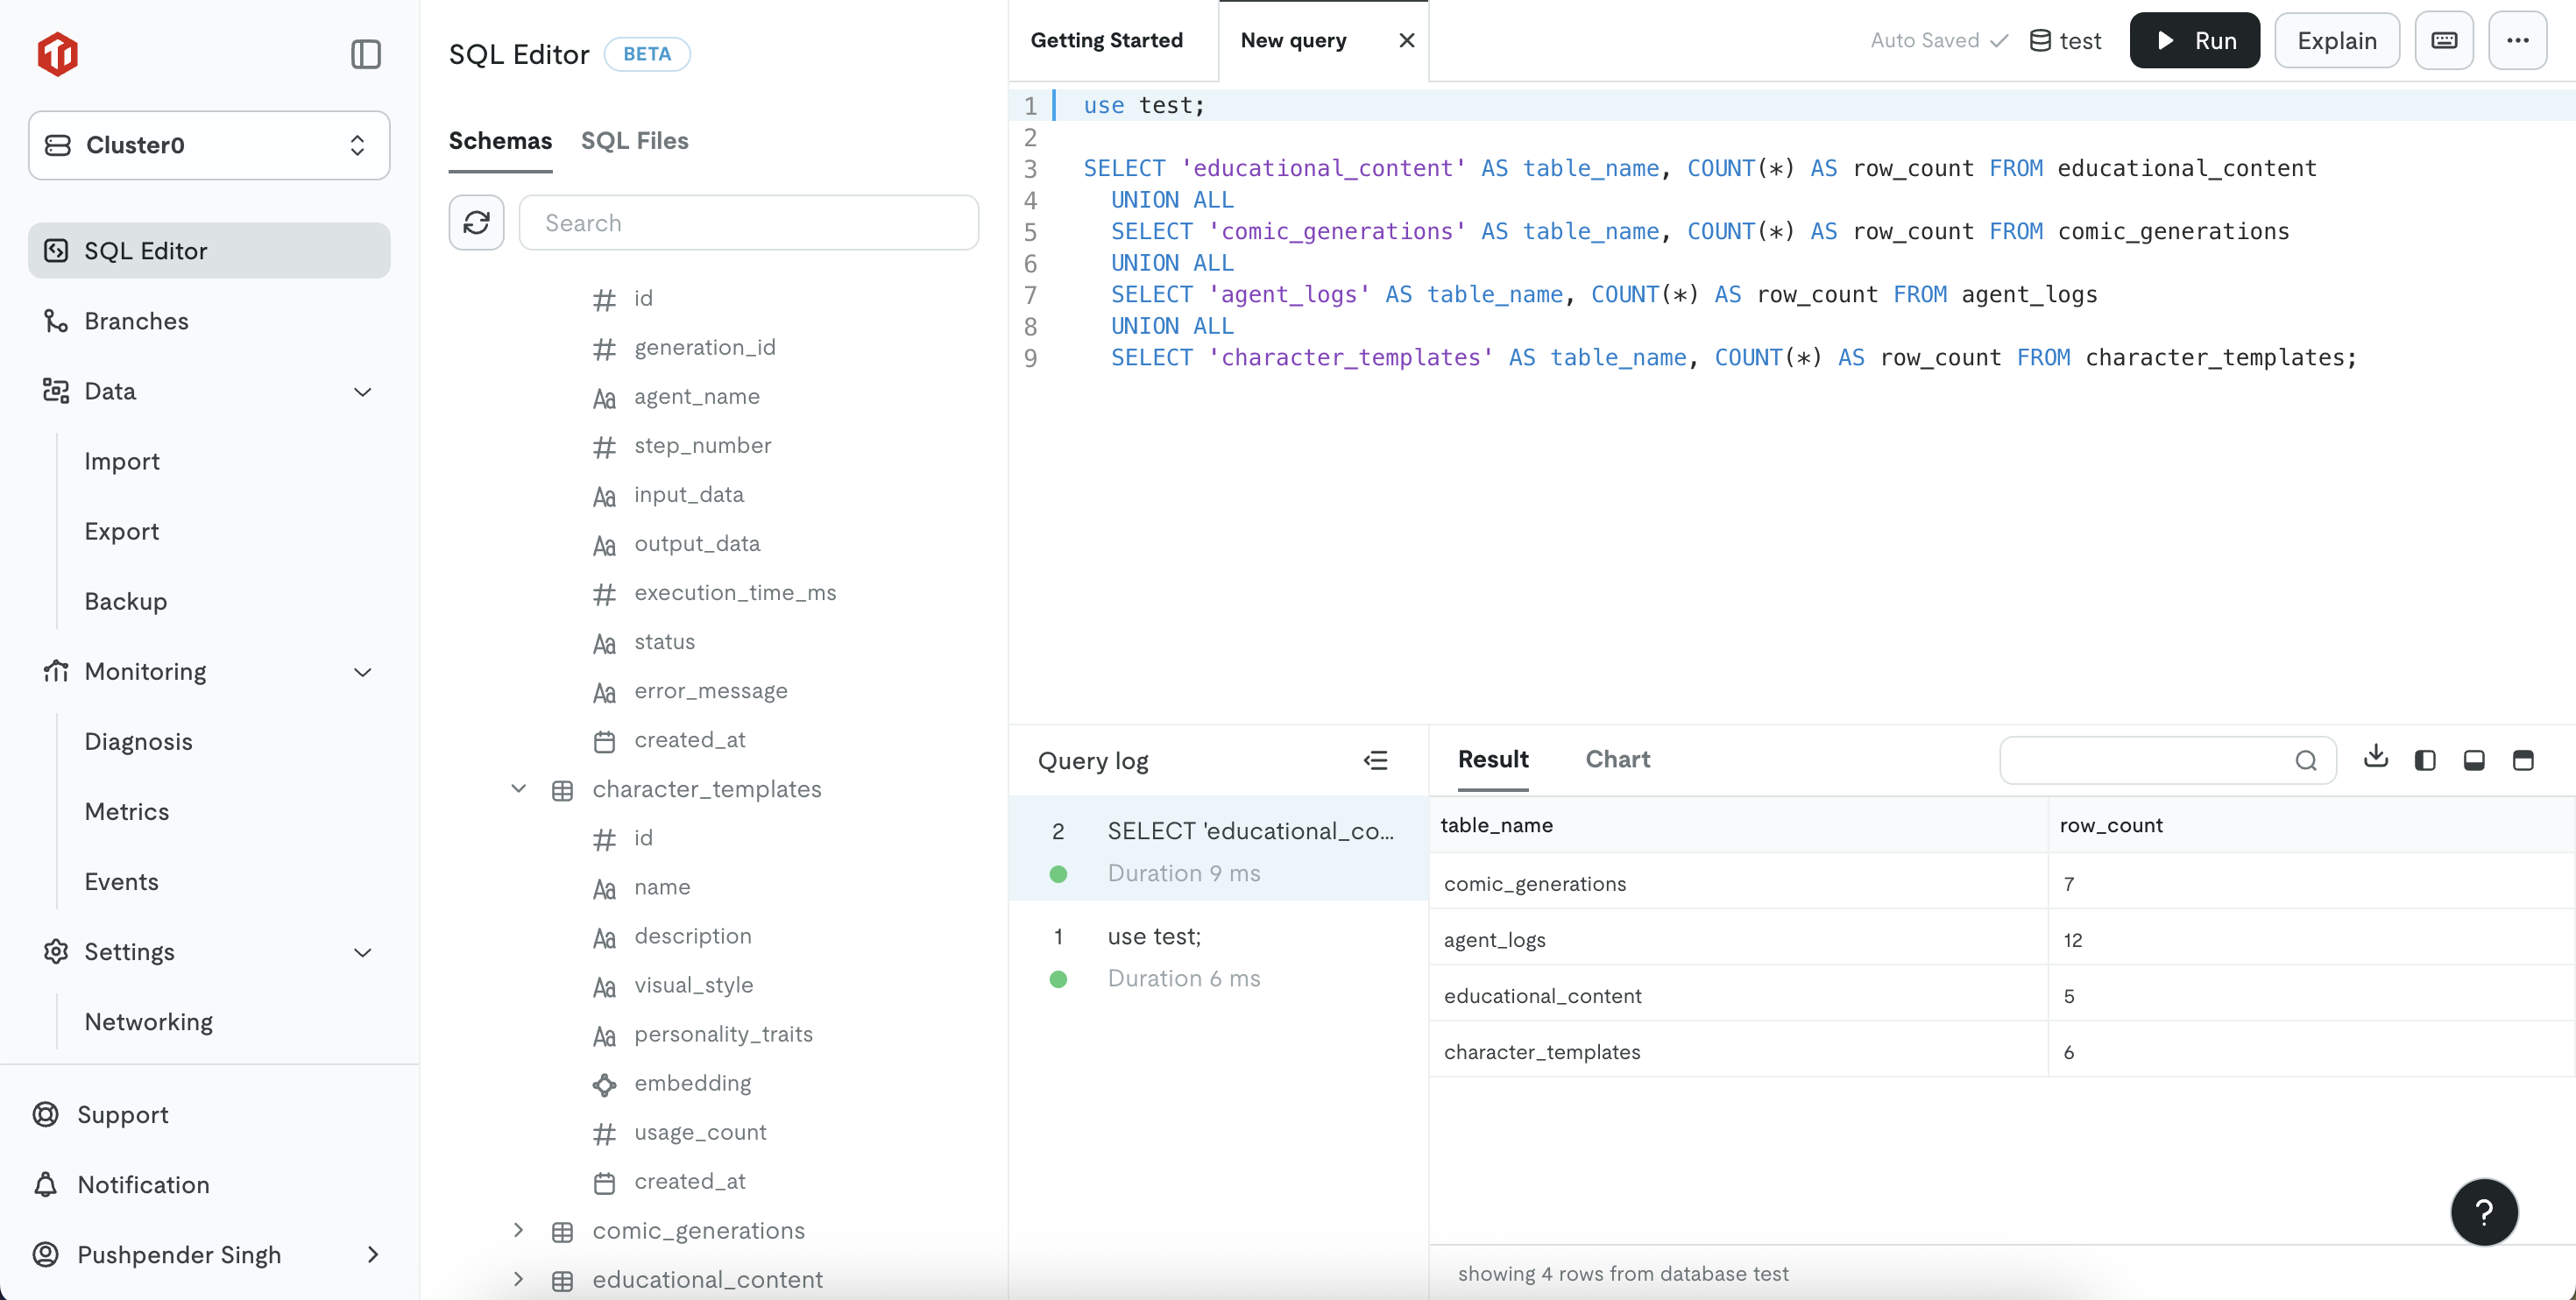 Cluster0
SQL Editor
Branches
Data
Import
Export
Backup
Monitoring
Diagnosis
Metrics
Events
Settings
Networking
Support
Notification
Pushpender Singh
SQL Editor BETA
Schemas SQL Files
Search
id
generation_id
agent_name
step_number
input_data
output_data
execution_time_ms
status
error_message
created_at
character_templates
id
name
description
visual_style
personality_traits
embedding
usage_count
created_at
comic_generations
educational_content
Getting Started New query Auto Saved test Run Explain
1 use test;
2
3 SELECT 'educational_content' AS table_name, COUNT(*) AS row_count FROM educational_content
4 UNION ALL
5 SELECT 'comic_generations' AS table_name, COUNT(*) AS row_count FROM comic_generations
6 UNION ALL
7 SELECT 'agent_logs' AS table_name, COUNT(*) AS row_count FROM agent_logs
8 UNION ALL
9 SELECT 'character_templates' AS table_name, COUNT(*) AS row_count FROM character_templates;
Query log
2 SELECT 'educational_co...
Duration 9 ms
1 use test;
Duration 6 ms
Result Chart
table_name row_count
comic_generations 7
agent_logs 12
educational_content 5
character_templates 6
showing 4 rows from database test
?